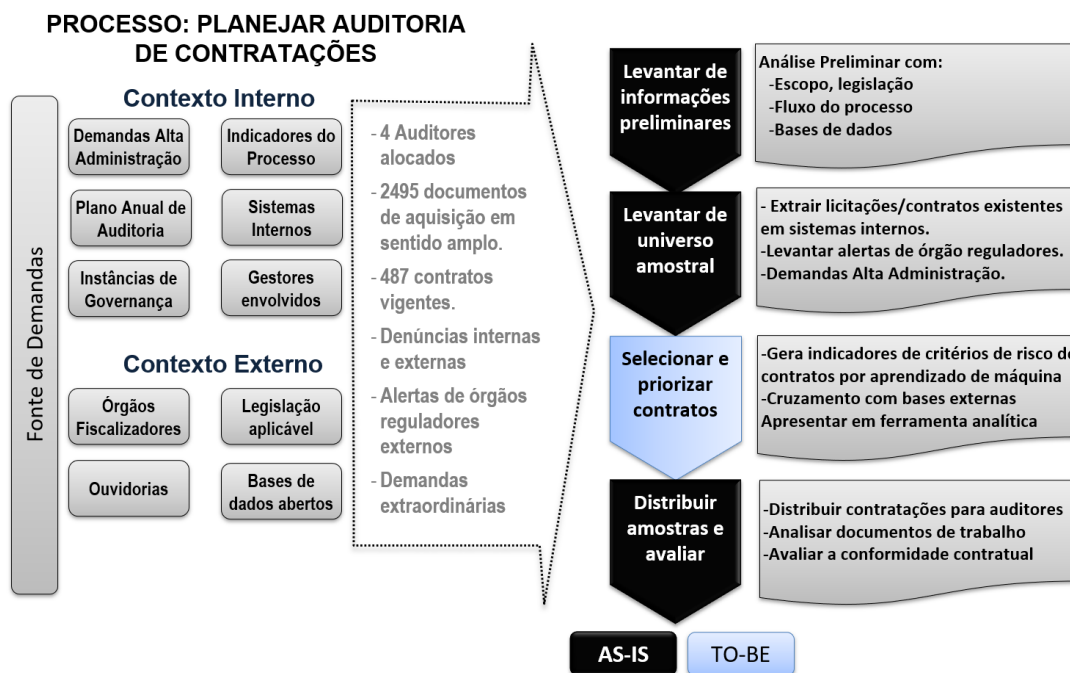 PROCESSO: PLANEJAR AUDITORIA
DE CONTRATAÇÕES
Fonte de Demandas
Contexto Interno
Demandas Alta
Administração
Indicadores do
Processo
Plano Anual de
Auditoria
Sistemas
Internos
Instâncias de
Governança
Gestores
envolvidos
Contexto Externo
Órgãos
Fiscalizadores
Legislação
aplicável
Ouvidorias
Bases de
dados abertos
- 4 Auditores
alocados
- 2495 documentos
de aquisição em
sentido amplo.
- 487 contratos
vigentes.
- Denúncias internas
e externas
- Alertas de órgãos
reguladores
externos
- Demandas
extraordinárias
Levantar de
informações
preliminares
Análise Preliminar com:
-Escopo, legislação
-Fluxo do processo
-Bases de dados
Levantar de
universo
amostral
- Extrair licitações/contratos existentes
em sistemas internos.
-Levantar alertas de órgão reguladores.
-Demandas Alta Administração.
Selecionar e
priorizar
contratos
-Gera indicadores de critérios de risco de
contratos por aprendizado de máquina
-Cruzamento com bases externas
Apresentar em ferramenta analítica
Distribuir
amostras e
avaliar
-Distribuir contratações para auditores
-Analisar documentos de trabalho
-Avaliar a conformidade contratual
AS-IS
TO-BE